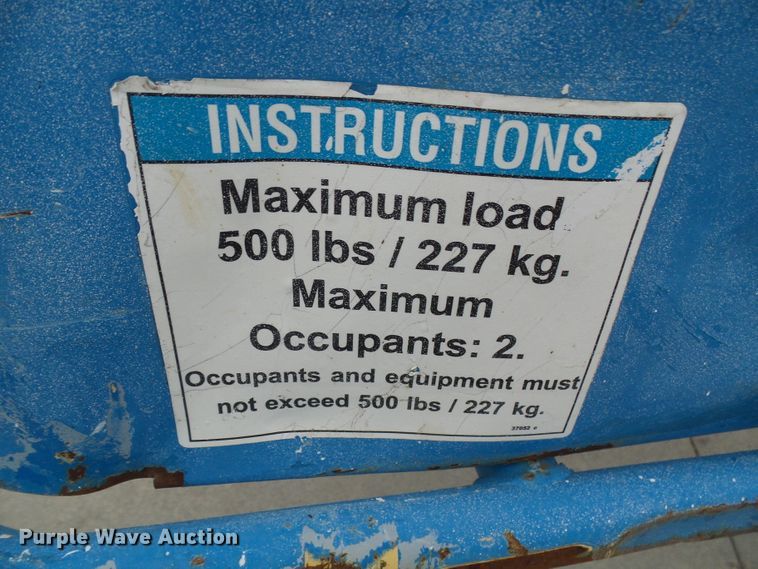 INSTRUCTIONS
Maximum load
500 lbs / 227 kg.
Maximum
Occupants: 2.
Occupants and equipment must
not exceed 500 lbs / 227 kg.
37052 c
Purple Wave Auction®